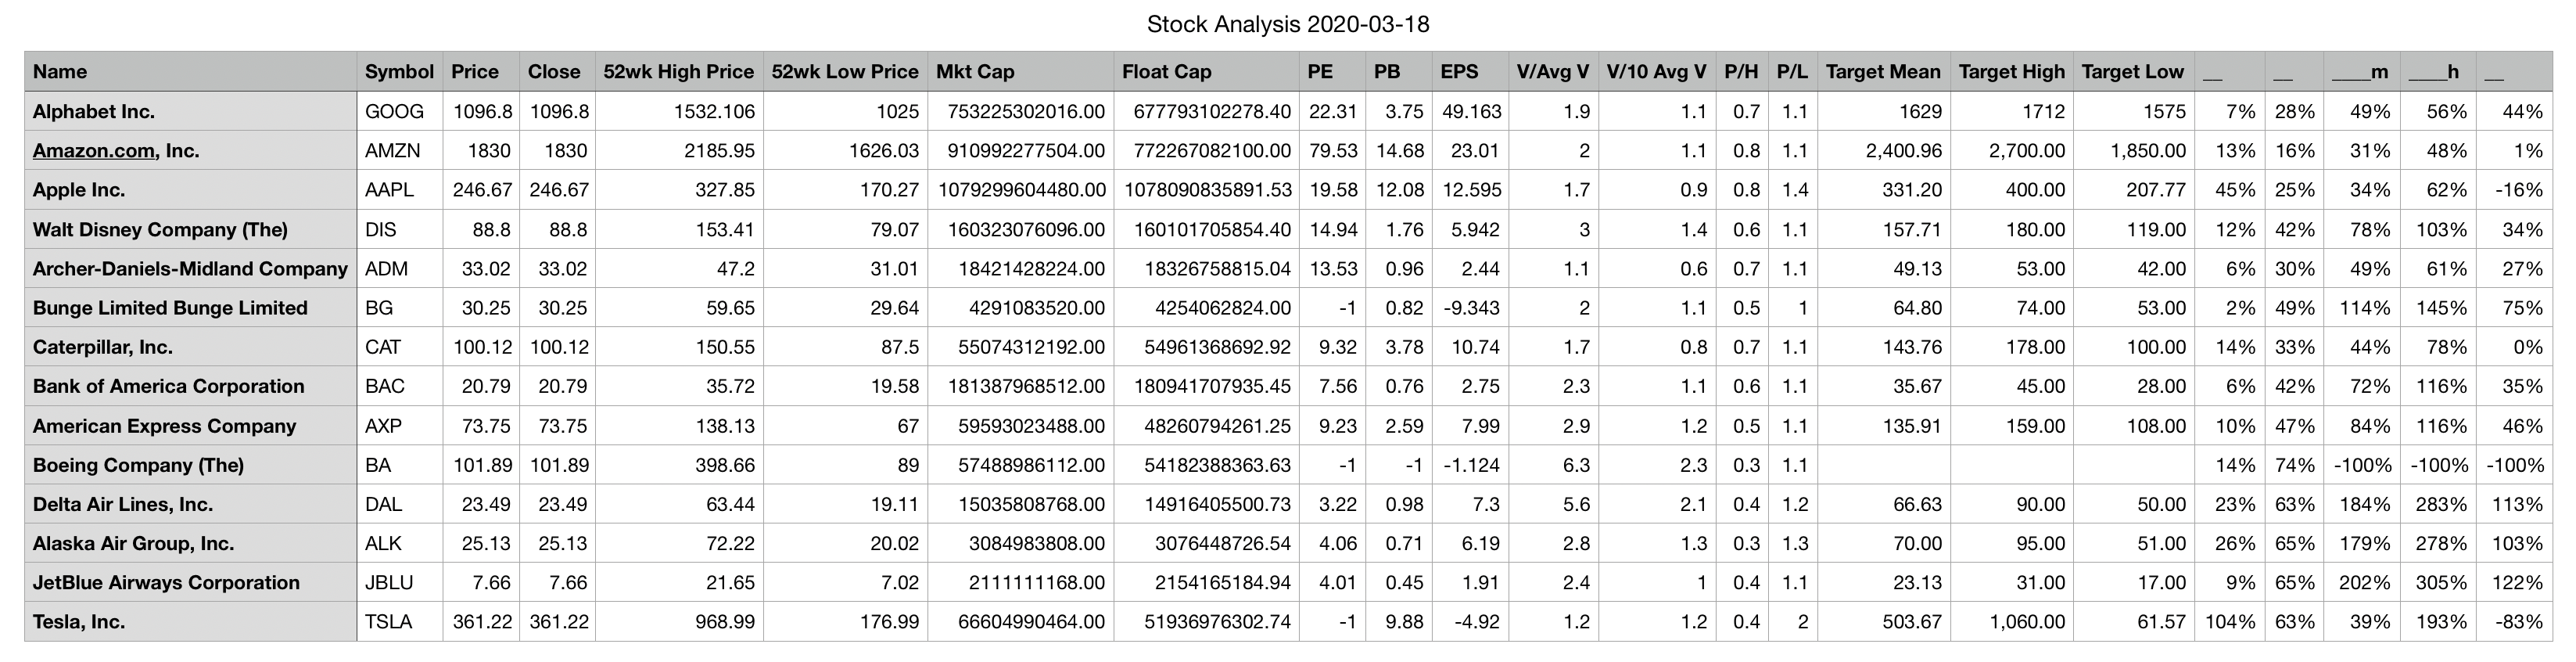 Stock Analysis 2020-03-18
Name Symbol Price Close 52wk High Price 52wk Low Price Mkt Cap Float Cap PE PB EPS V/Avg V V/10 Avg V P/H P/L Target Mean Target High Target Low __ __ ____m ____h __
Alphabet Inc. GOOG 1096.8 1096.8 1532.106 1025 753225302016.00 677793102278.40 22.31 3.75 49.163 1.9 1.1 0.7 1.1 1629 1712 1575 7% 28% 49% 56% 44%
Amazon.com, Inc. AMZN 1830 1830 2185.95 1626.03 910992277504.00 772267082100.00 79.53 14.68 23.01 2 1.1 0.8 1.1 2,400.96 2,700.00 1,850.00 13% 16% 31% 48% 1%
Apple Inc. AAPL 246.67 246.67 327.85 170.27 1079299604480.00 1078090835891.53 19.58 12.08 12.595 1.7 0.9 0.8 1.4 331.20 400.00 207.77 45% 25% 34% 62% -16%
Walt Disney Company (The) DIS 88.8 88.8 153.41 79.07 160323076096.00 160101705854.40 14.94 1.76 5.942 3 1.4 0.6 1.1 157.71 180.00 119.00 12% 42% 78% 103% 34%
Archer-Daniels-Midland Company ADM 33.02 33.02 47.2 31.01 18421428224.00 18326758815.04 13.53 0.96 2.44 1.1 0.6 0.7 1.1 49.13 53.00 42.00 6% 30% 49% 61% 27%
Bunge Limited Bunge Limited BG 30.25 30.25 59.65 29.64 4291083520.00 4254062824.00 -1 0.82 -9.343 2 1.1 0.5 1 64.80 74.00 53.00 2% 49% 114% 145% 75%
Caterpillar, Inc. CAT 100.12 100.12 150.55 87.5 55074312192.00 54961368692.92 9.32 3.78 10.74 1.7 0.8 0.7 1.1 143.76 178.00 100.00 14% 33% 44% 78% 0%
Bank of America Corporation BAC 20.79 20.79 35.72 19.58 181387968512.00 180941707935.45 7.56 0.76 2.75 2.3 1.1 0.6 1.1 35.67 45.00 28.00 6% 42% 72% 116% 35%
American Express Company AXP 73.75 73.75 138.13 67 59593023488.00 48260794261.25 9.23 2.59 7.99 2.9 1.2 0.5 1.1 135.91 159.00 108.00 10% 47% 84% 116% 46%
Boeing Company (The) BA 101.89 101.89 398.66 89 57488986112.00 54182388363.63 -1 -1 -1.124 6.3 2.3 0.3 1.1 14% 74% -100% -100% -100%
Delta Air Lines, Inc. DAL 23.49 23.49 63.44 19.11 15035808768.00 14916405500.73 3.22 0.98 7.3 5.6 2.1 0.4 1.2 66.63 90.00 50.00 23% 63% 184% 283% 113%
Alaska Air Group, Inc. ALK 25.13 25.13 72.22 20.02 3084983808.00 3076448726.54 4.06 0.71 6.19 2.8 1.3 0.3 1.3 70.00 95.00 51.00 26% 65% 179% 278% 103%
JetBlue Airways Corporation JBLU 7.66 7.66 21.65 7.02 2111111168.00 2154165184.94 4.01 0.45 1.91 2.4 1 0.4 1.1 23.13 31.00 17.00 9% 65% 202% 305% 122%
Tesla, Inc. TSLA 361.22 361.22 968.99 176.99 66604990464.00 51936976302.74 -1 9.88 -4.92 1.2 1.2 0.4 2 503.67 1,060.00 61.57 104% 63% 39% 193% -83%